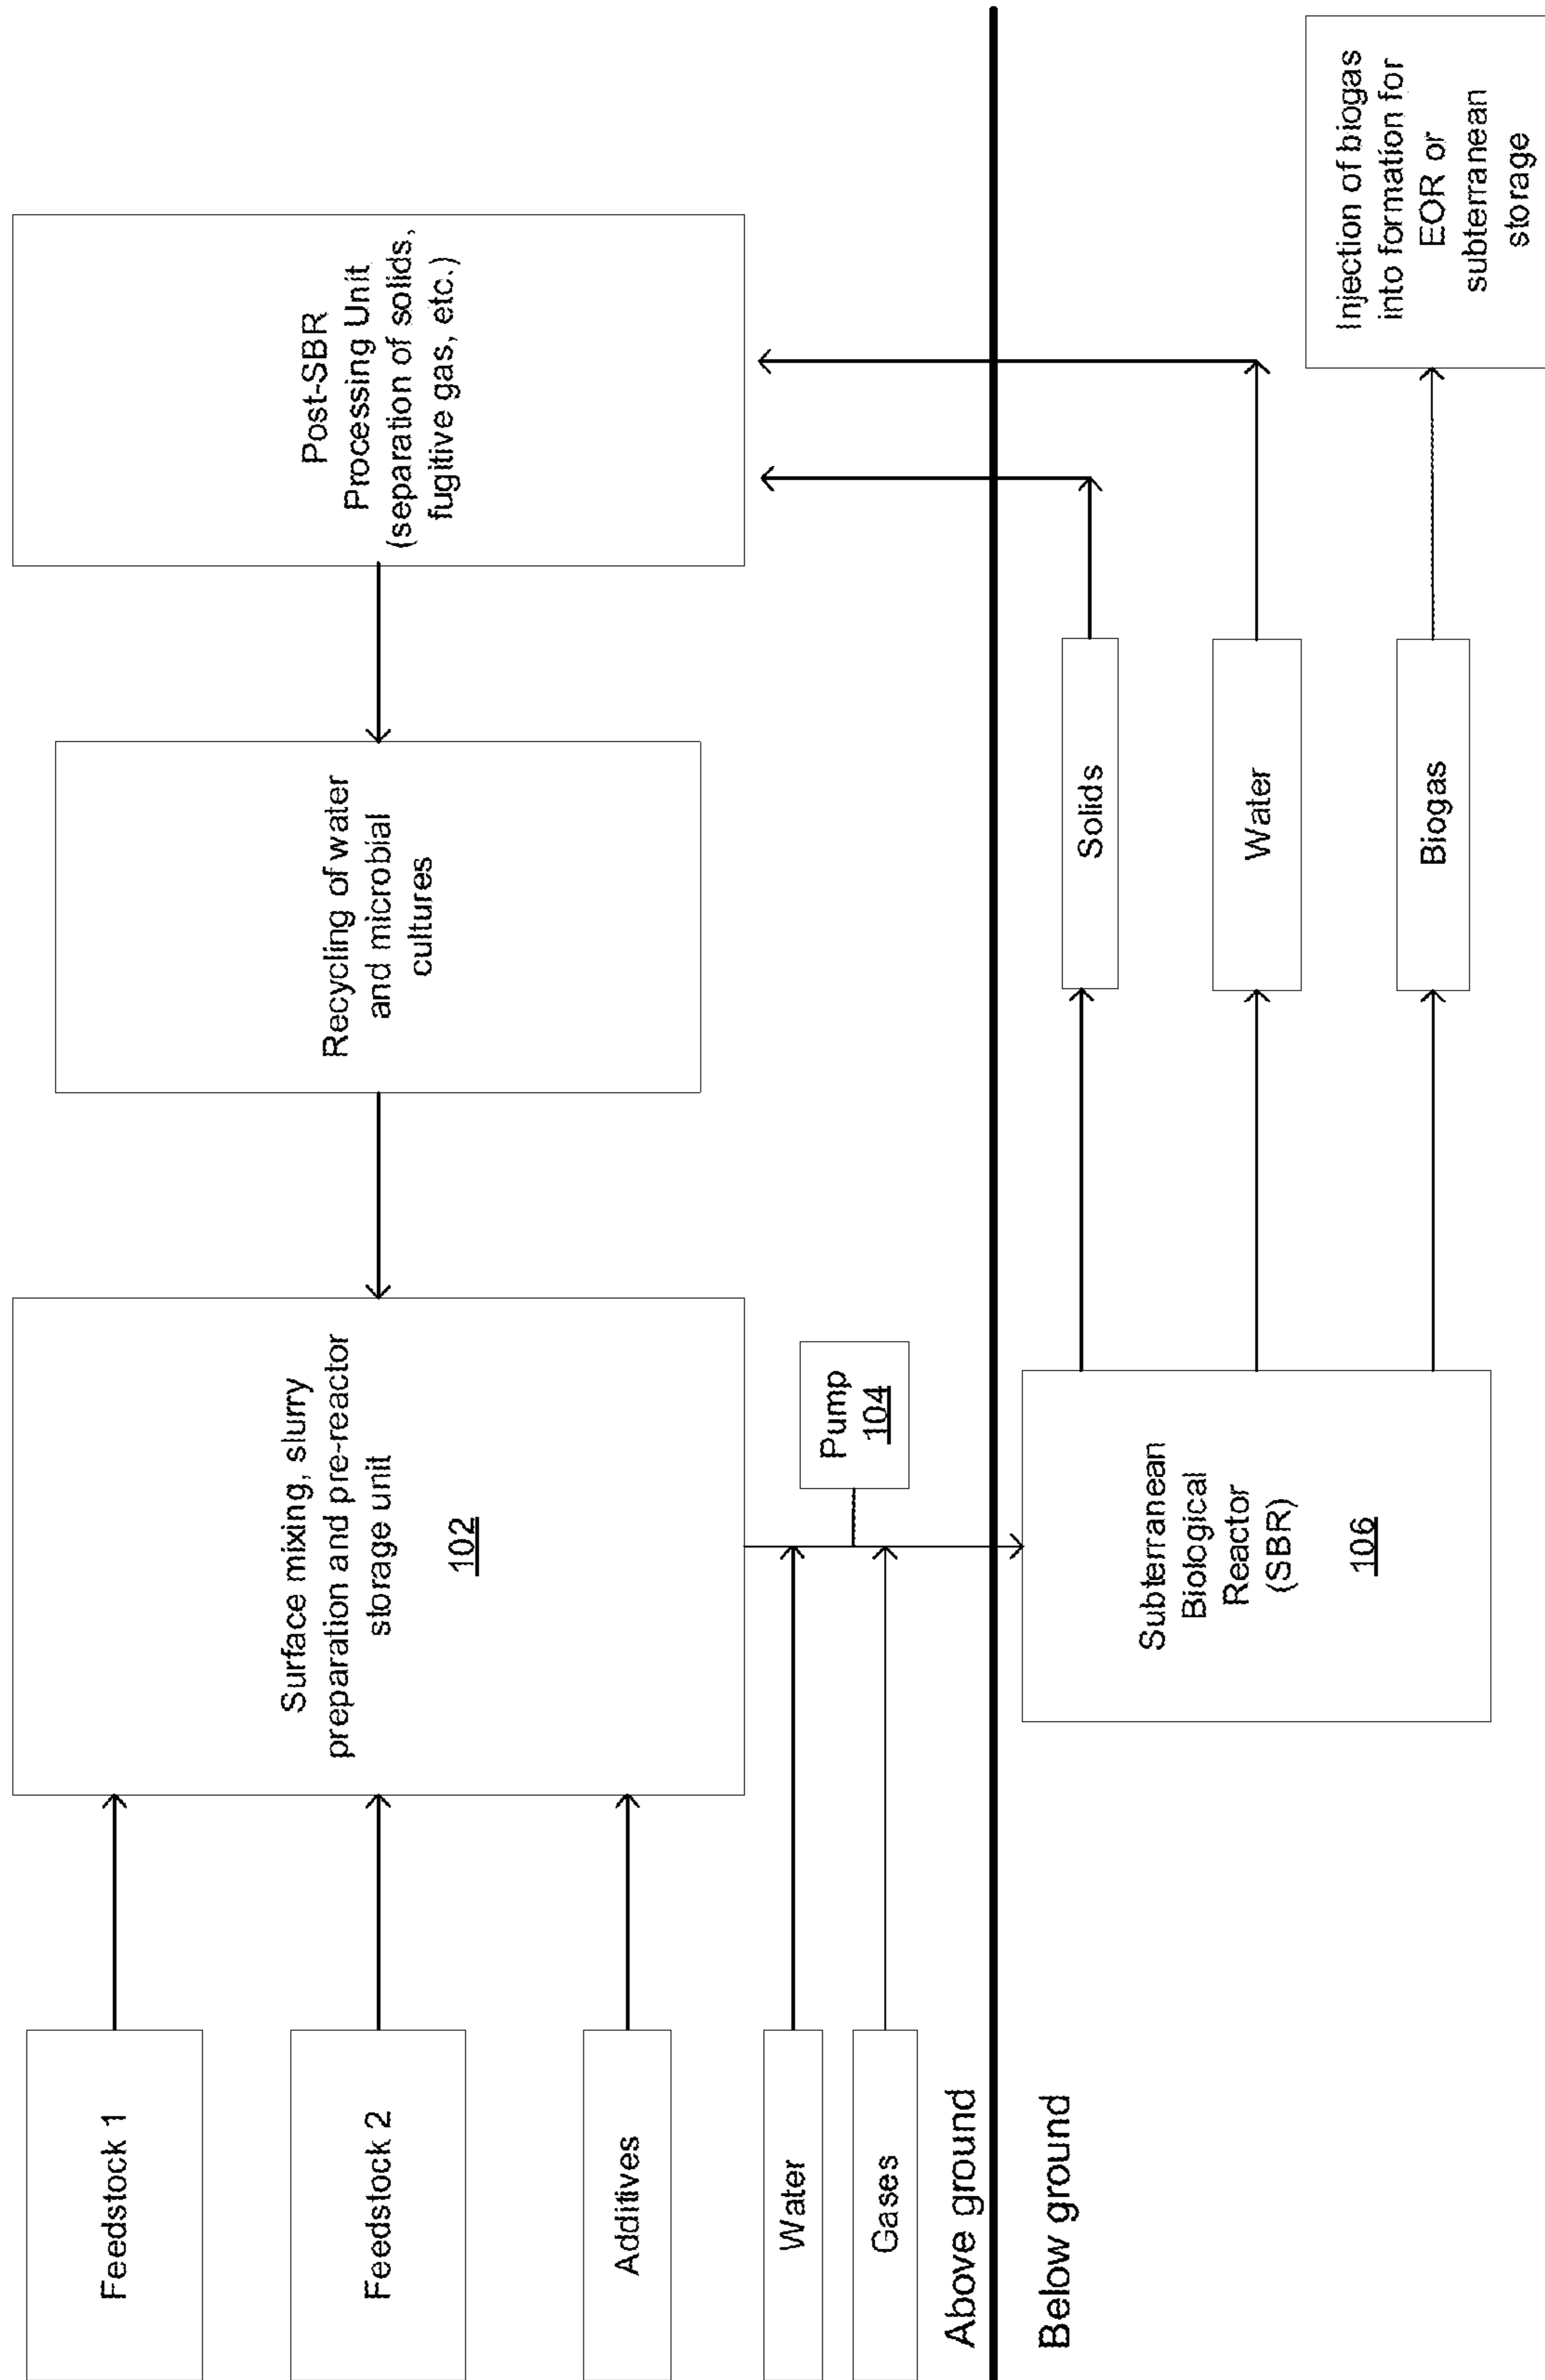 Feedstock 1
Feedstock 2
Additives
Water
Gases
Surface mixing, slurry
preparation and pre-reactor
storage unit
102
Pump
104
Recycling of water
and microbial
cultures
Post-SBR
Processing Unit
(separation of solids,
fugitive gas, etc.)
Above ground
Below ground
Subterranean
Biological
Reactor
(SBR)
106
Solids
Water
Biogas
Injection of biogas
into formation for
EOR or
subterranean
storage